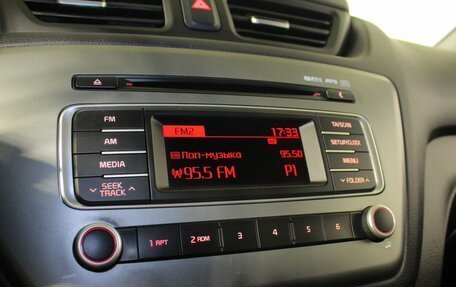 FM
AM
MEDIA
SEEK
TRACK
FM2 17:33
Поп-музыка 95.50
95.5 FM P1
TA/SCAN
SETUP/CLOCK
MENU
FOLDER
1 RPT 2 RDM 3 4 5 6